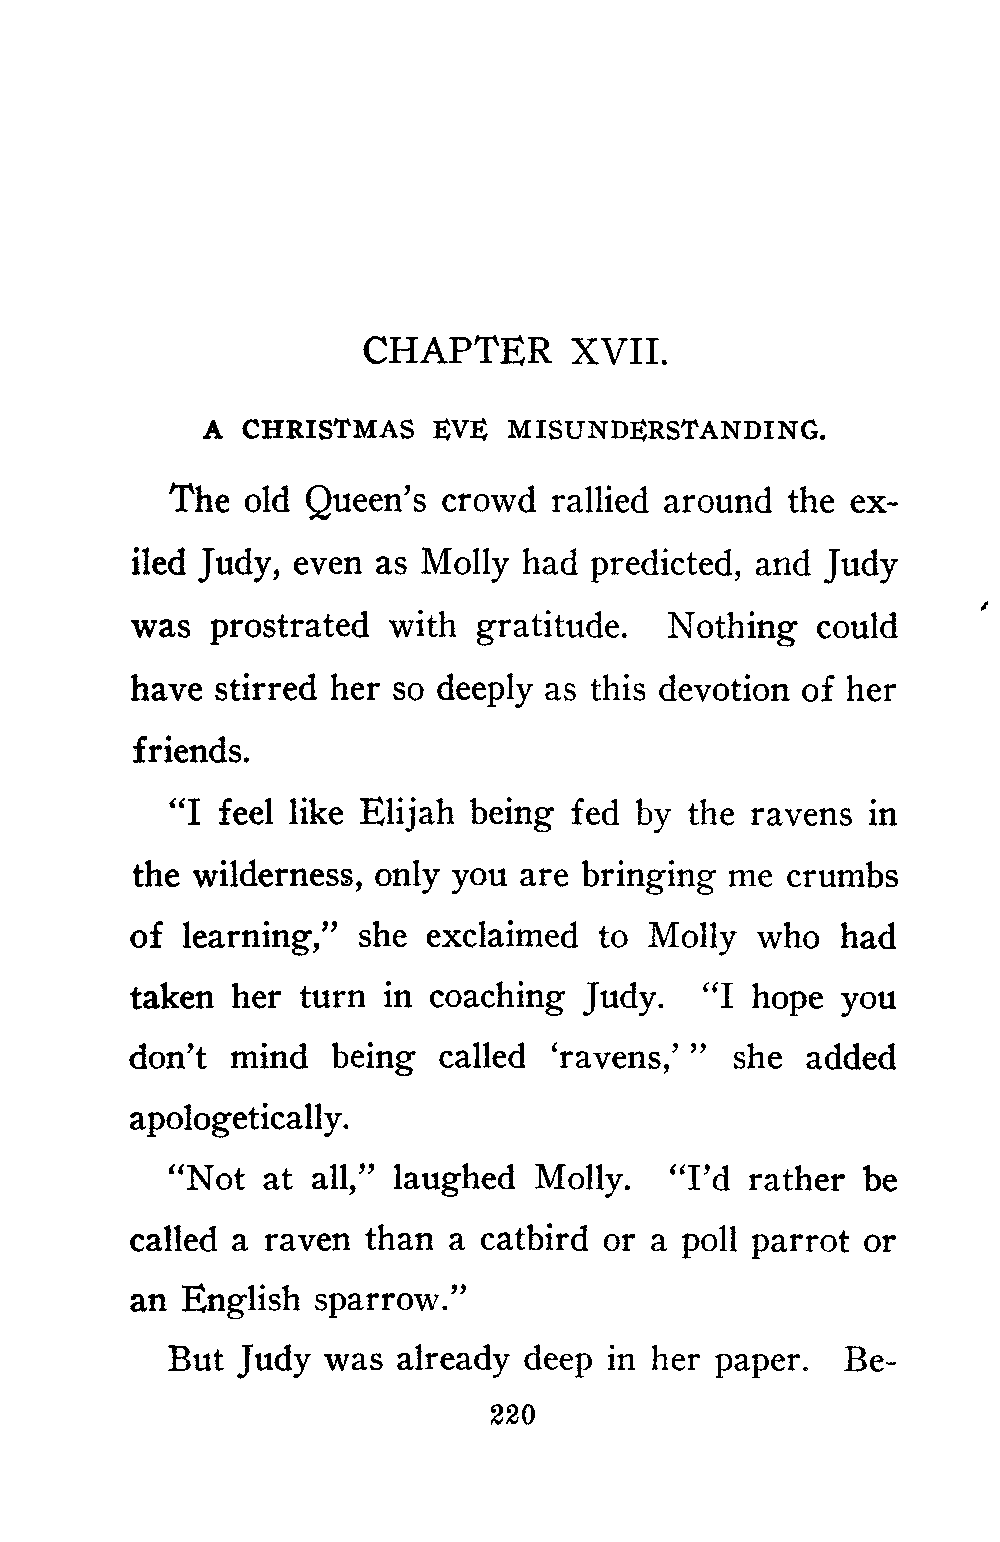 CHAPTER XVII.
A CHRISTMAS EVE MISUNDERSTANDING.
The old Queen's crowd rallied around the ex-
iled Judy, even as Molly had predicted, and Judy
was prostrated with gratitude. Nothing could
have stirred her so deeply as this devotion of her
friends.
"I feel like Elijah being fed by the ravens in
the wilderness, only you are bringing me crumbs
of learning," she exclaimed to Molly who had
taken her turn in coaching Judy. "I hope you
don't mind being called 'ravens,' " she added
apologetically.
"Not at all," laughed Molly. "I'd rather be
called a raven than a catbird or a poll parrot or
an English sparrow."
But Judy was already deep in her paper. Be-
220